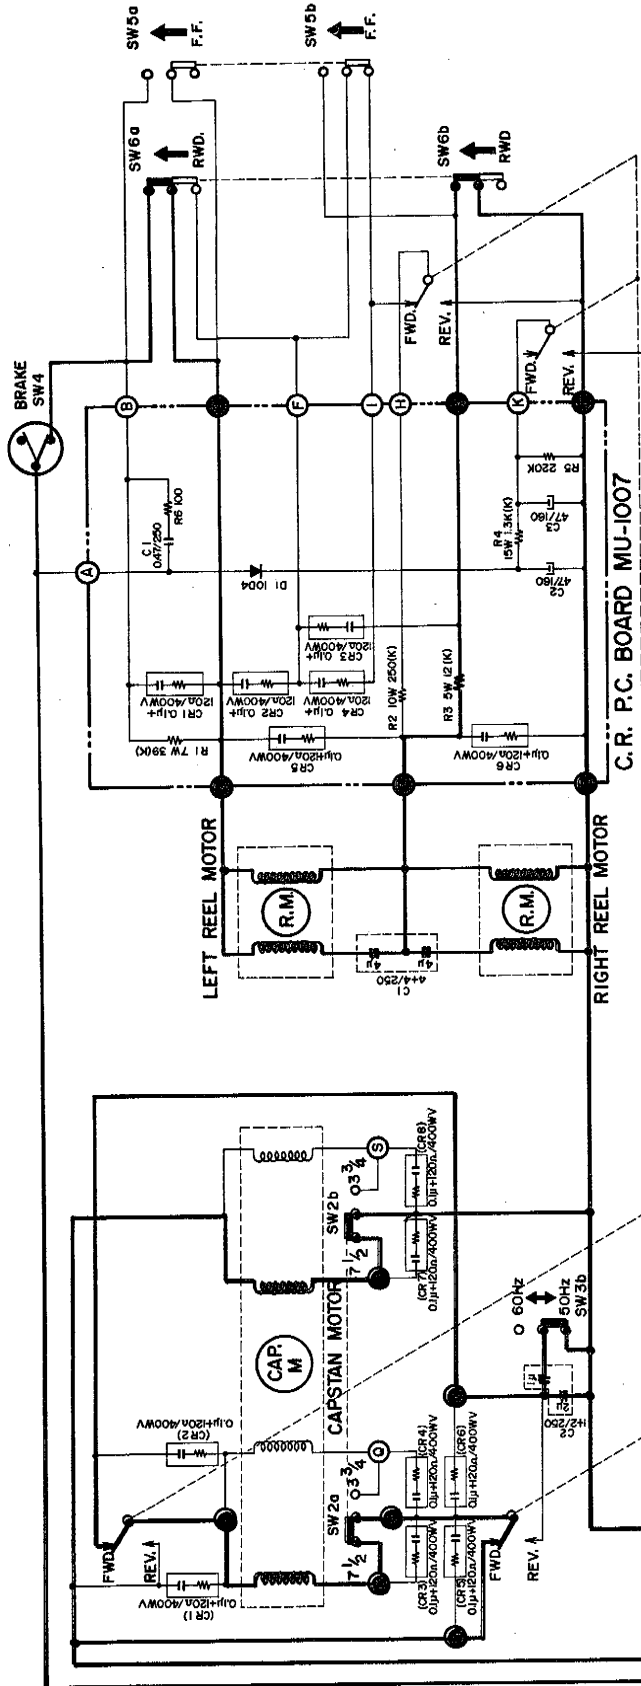 SW5a
F.F.
SW5b
F.F.
SW6a
RWD.
SW6b
RWD
BRAKE
SW4
FWD.
REV.
FWD.
REV.
B
F
I
H
K
A
C1
0.47/250
R6 100
D1 10D4
R4
15W 1.3K(K)
R5 220K
C3
47/160
C2
47/160
CR3 0.1μ+
120Ω/400WV
CR1 0.1μ+
120Ω/400WV
CR2 0.1μ+
120Ω/400WV
CR4 0.1μ+
120Ω/400WV
R2 10W 250(K)
R3 5W 12(K)
R1 7W 39(K)
CR5
0.1μ+120Ω/400WV
CR6
0.1μ+120Ω/400WV
C.R. P.C. BOARD MU-1007
LEFT REEL MOTOR
R.M.
R.M.
RIGHT REEL MOTOR
4μ
4μ
C1
4+4/250
CAP.
M
CAPSTAN MOTOR
SW2b
7 1/2
3 3/4
S
(CR8)
0.1μ+120Ω/400WV
(CR7)
0.1μ+120Ω/400WV
SW2a
7 1/2
3 3/4
Q
(CR4)
0.1μ+120Ω/400WV
(CR3)
0.1μ+120Ω/400WV
(CR6)
0.1μ+120Ω/400WV
(CR5)
0.1μ+120Ω/400WV
(CR2)
0.1μ+120Ω/400WV
(CR1)
0.1μ+120Ω/400WV
FWD.
REV.
FWD.
REV.
60Hz
50Hz
SW3b
1μ
2μ
C2
1+2/250